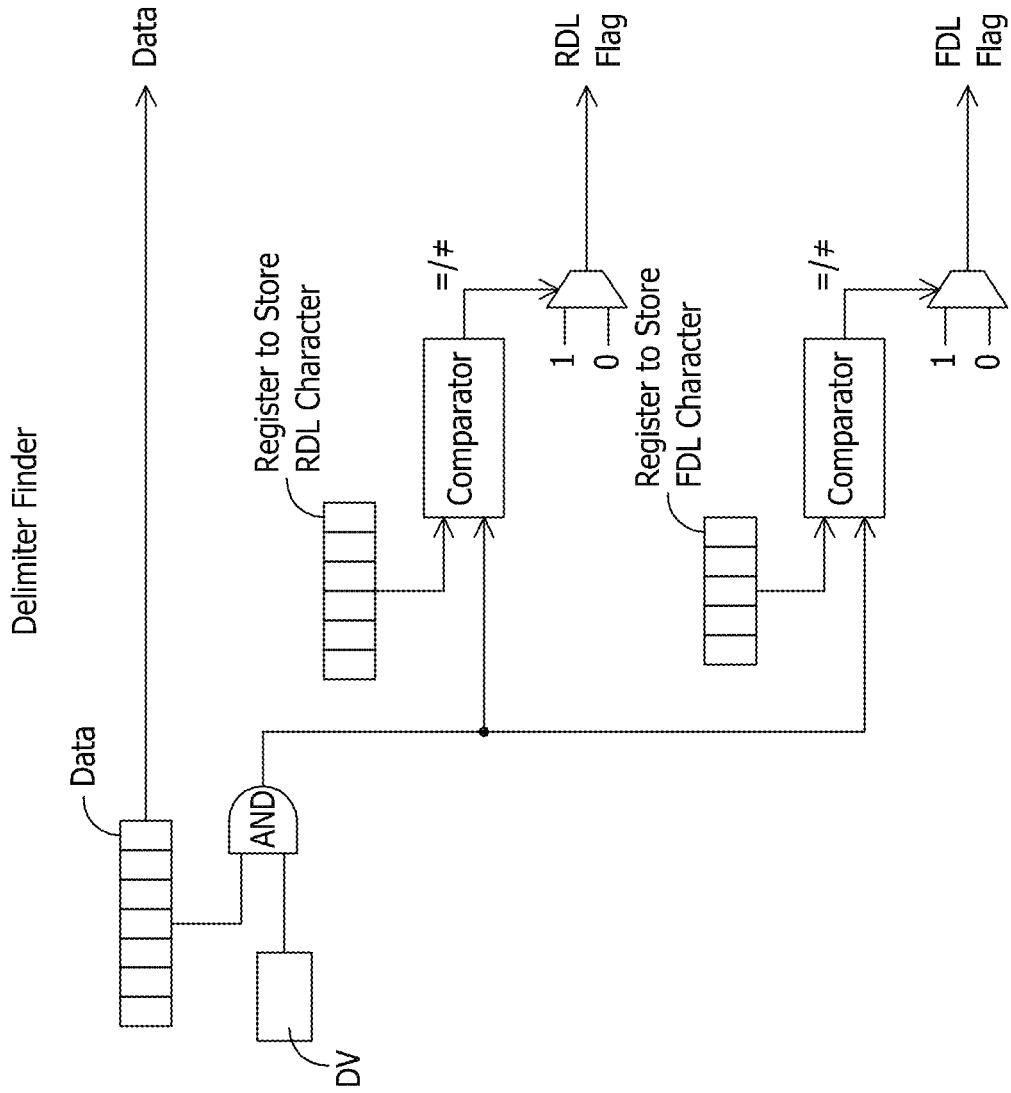 Delimiter Finder
Data
Data
DV
AND
Register to Store
RDL Character
Comparator
=/≠
1
0
RDL
Flag
Register to Store
FDL Character
Comparator
=/≠
1
0
FDL
Flag